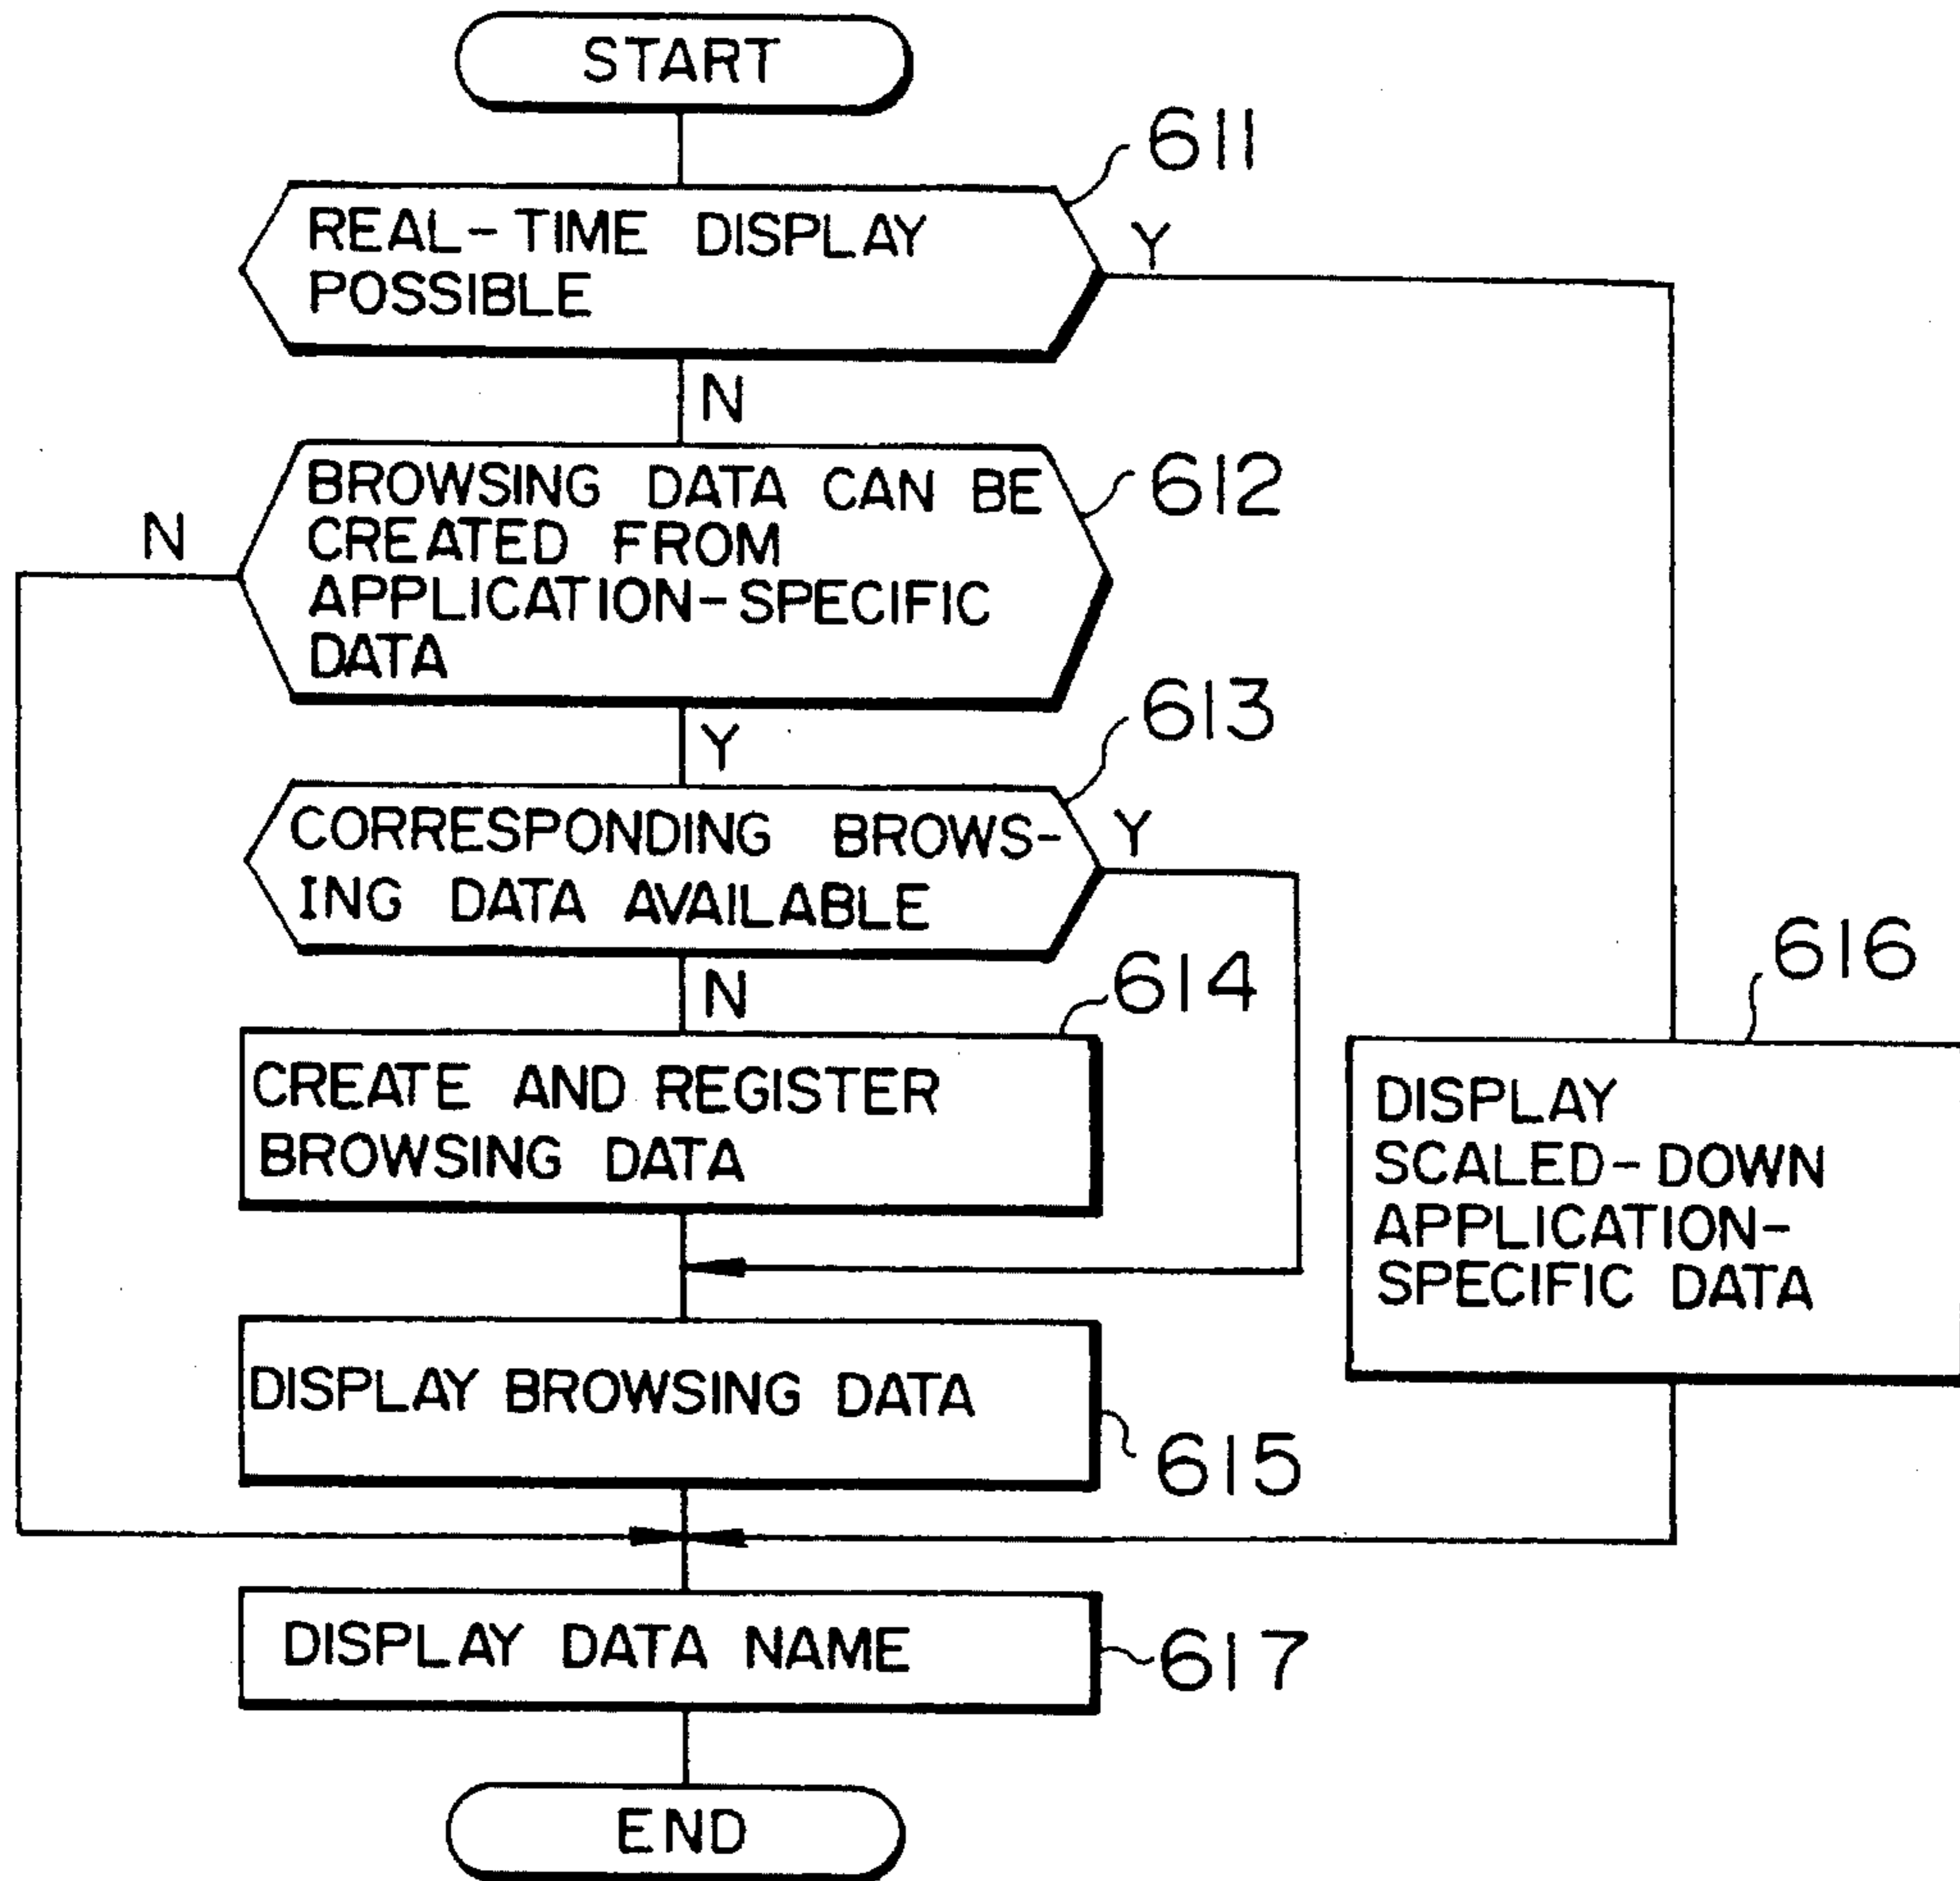 START
611
REAL-TIME DISPLAY
POSSIBLE
Y
N
612
BROWSING DATA CAN BE
CREATED FROM
APPLICATION-SPECIFIC
DATA
N
Y
613
CORRESPONDING BROWS-
ING DATA AVAILABLE
Y
N
614
CREATE AND REGISTER
BROWSING DATA
616
DISPLAY
SCALED-DOWN
APPLICATION-
SPECIFIC DATA
DISPLAY BROWSING DATA
615
DISPLAY DATA NAME
617
END